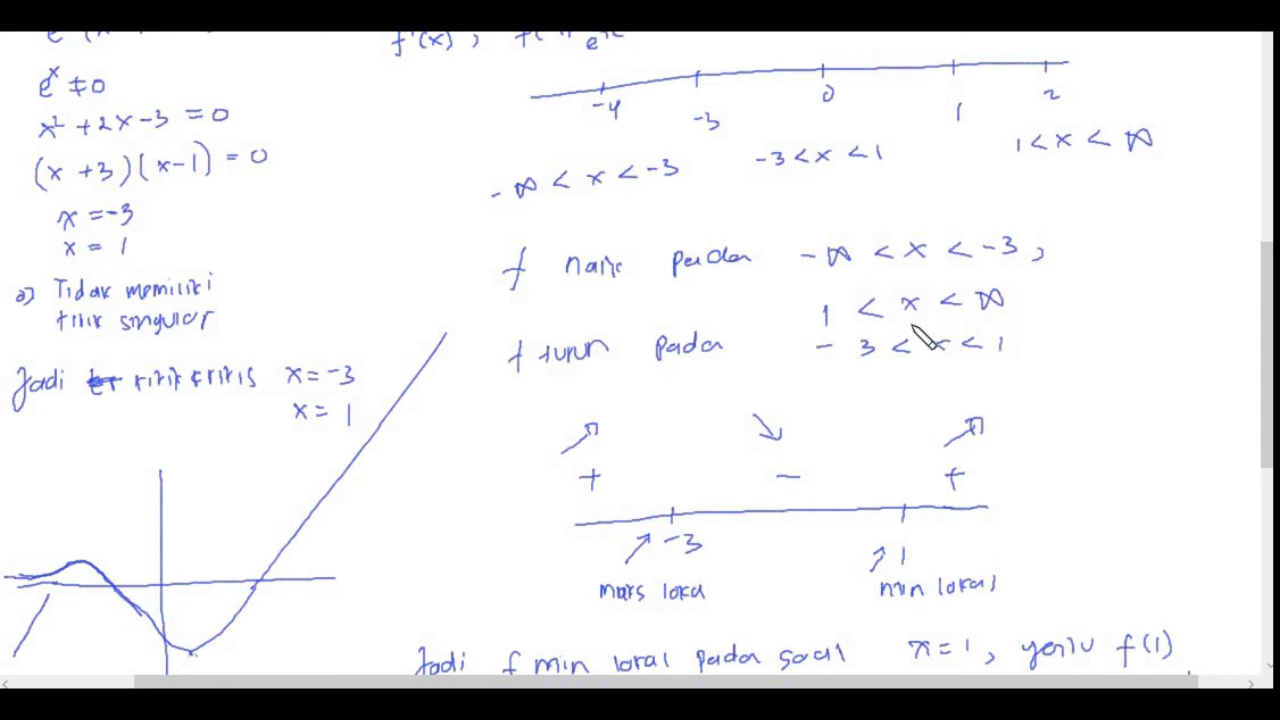 f'(x),
eˣ ≠ 0
x² + 2x - 3 = 0
(x + 3)(x - 1) = 0
x = -3
x = 1
a) Tidak memiliki
titik singular
Jadi titik kritis x = -3
x = 1
-4 -3 0 1 2
-∞ < x < -3
-3 < x < 1
1 < x < ∞
f naik pada -∞ < x < -3,
1 < x < ∞
f turun pada -3 < x < 1
+ - +
-3 1
maks loka
min lokal
Jadi f min lokal pada saat x = 1, yaitu f(1)